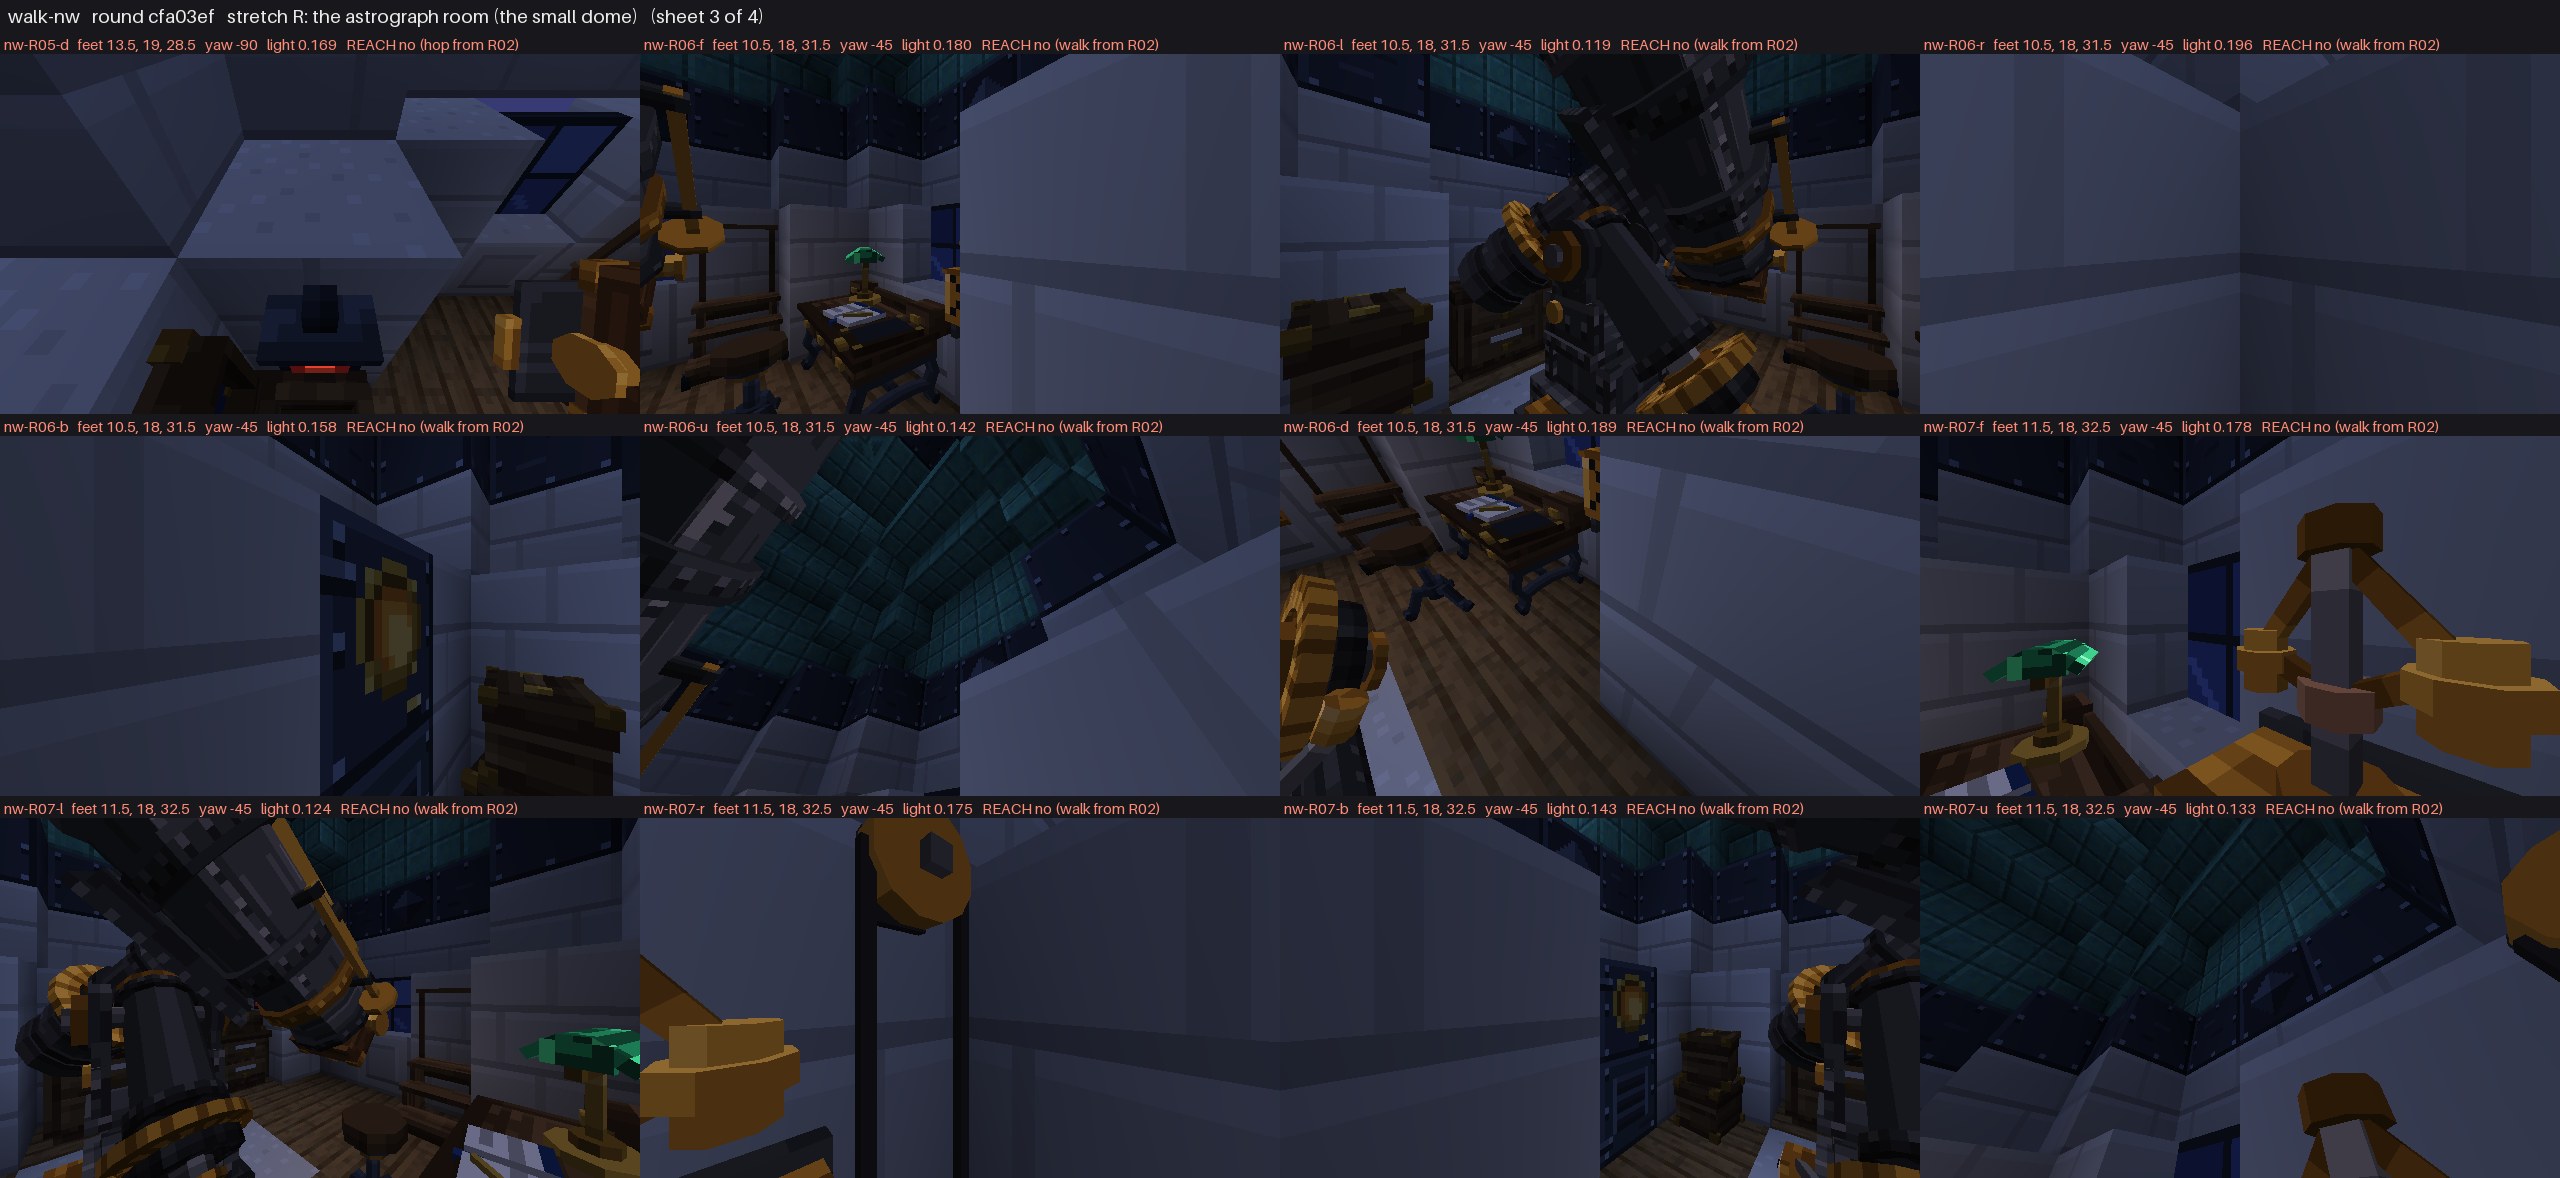 walk-nw round cfa03ef stretch R: the astrograph room (the small dome) (sheet 3 of 4)
nw-R05-d feet 13.5, 19, 28.5 yaw -90 light 0.169 REACH no (hop from R02)
nw-R06-f feet 10.5, 18, 31.5 yaw -45 light 0.180 REACH no (walk from R02)
nw-R06-l feet 10.5, 18, 31.5 yaw -45 light 0.119 REACH no (walk from R02)
nw-R06-r feet 10.5, 18, 31.5 yaw -45 light 0.196 REACH no (walk from R02)
nw-R06-b feet 10.5, 18, 31.5 yaw -45 light 0.158 REACH no (walk from R02)
nw-R06-u feet 10.5, 18, 31.5 yaw -45 light 0.142 REACH no (walk from R02)
nw-R06-d feet 10.5, 18, 31.5 yaw -45 light 0.189 REACH no (walk from R02)
nw-R07-f feet 11.5, 18, 32.5 yaw -45 light 0.178 REACH no (walk from R02)
nw-R07-l feet 11.5, 18, 32.5 yaw -45 light 0.124 REACH no (walk from R02)
nw-R07-r feet 11.5, 18, 32.5 yaw -45 light 0.175 REACH no (walk from R02)
nw-R07-b feet 11.5, 18, 32.5 yaw -45 light 0.143 REACH no (walk from R02)
nw-R07-u feet 11.5, 18, 32.5 yaw -45 light 0.133 REACH no (walk from R02)